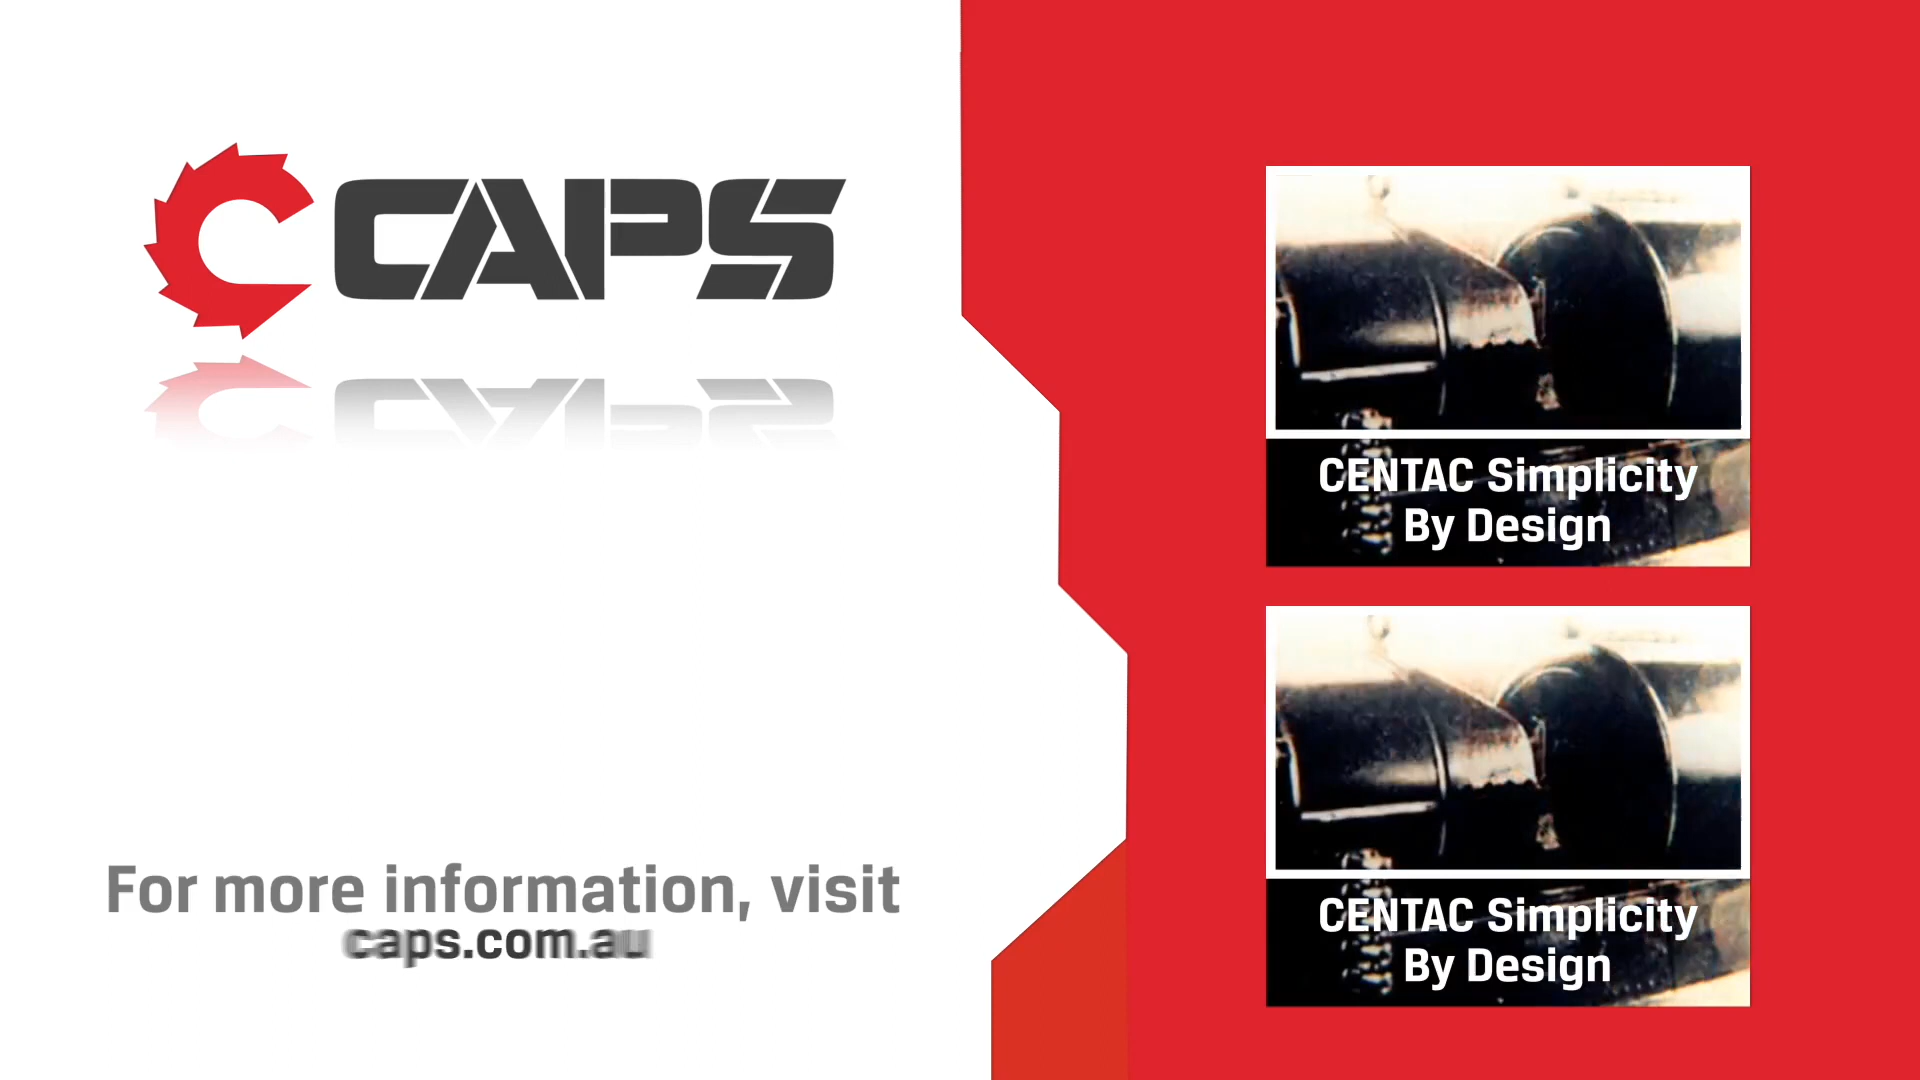 CAPS
For more information, visit
caps.com.au
CENTAC Simplicity
By Design
CENTAC Simplicity
By Design